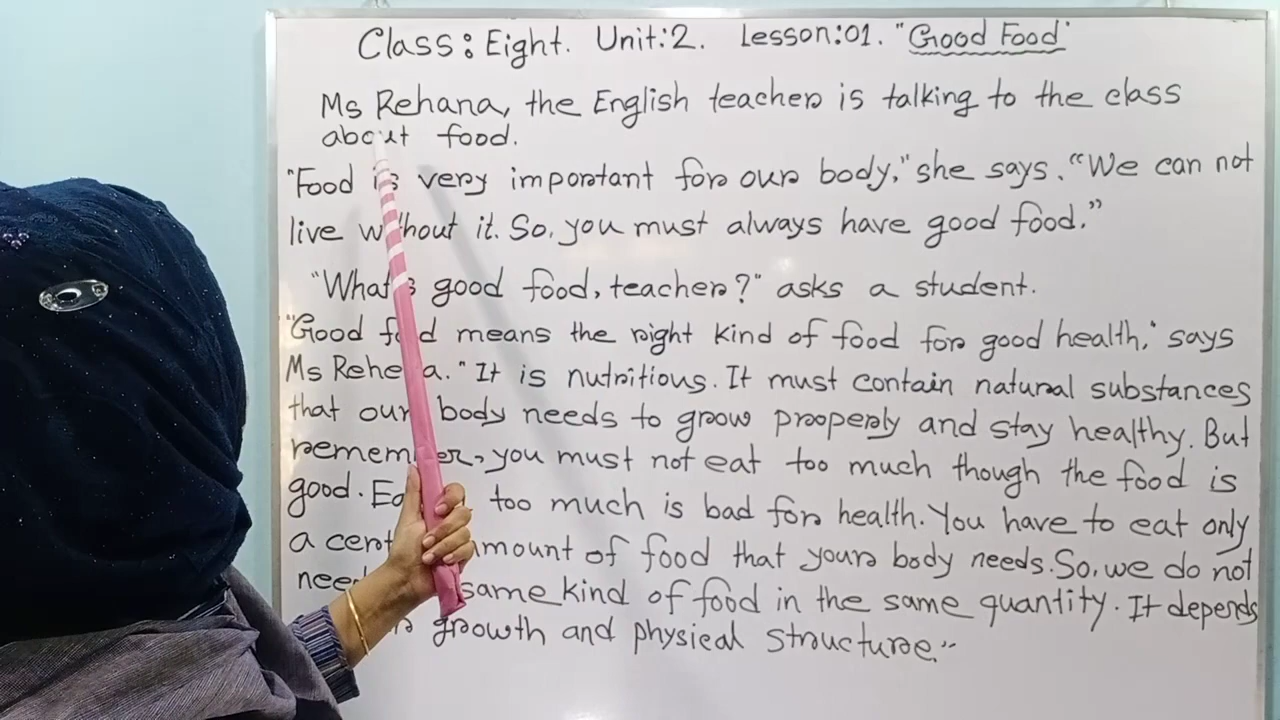 Class: Eight. Unit:2. Lesson:01. "Good Food"
Ms Rehana, the English teacher is talking to the class
about food.
"Food is very important for our body," she says. "We can not
live without it. So, you must always have good food."
"What is good food, teacher?" asks a student.
"Good food means the right kind of food for good health," says
Ms Rehena. "It is nutritious. It must contain natural substances
that our body needs to grow properly and stay healthy. But
remember, you must not eat too much though the food is
good. too much is bad for health. You have to eat only
a amount of food that your body needs. So, we do not
need same kind of food in the same quantity. It depends
growth and physical structure."